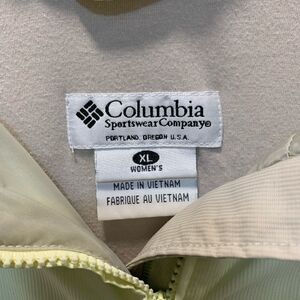 Columbia
Sportswear Company®
PORTLAND, OREGON U.S.A.
XL
WOMEN'S
MADE IN VIETNAM
FABRIQUE AU VIETNAM